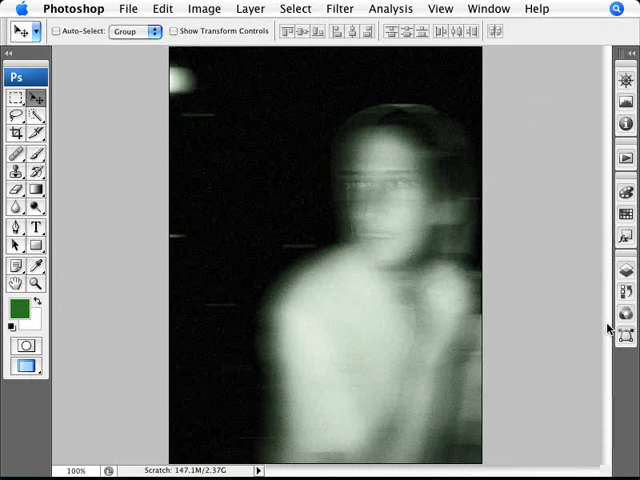 Photoshop File Edit Image Layer Select Filter Analysis View Window Help
Auto-Select: Group Show Transform Controls
Ps
T
100% Scratch: 147.1M/2.37G